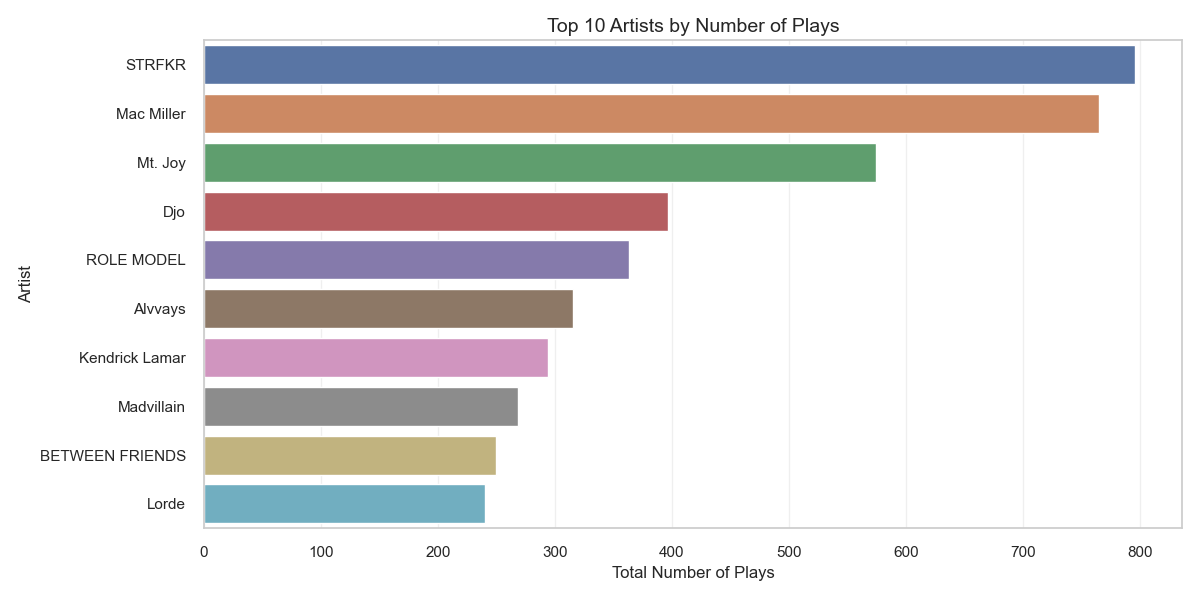 Top 10 Artists by Number of Plays
Artist
STRFKR
Mac Miller
Mt. Joy
Djo
ROLE MODEL
Alvvays
Kendrick Lamar
Madvillain
BETWEEN FRIENDS
Lorde
0 100 200 300 400 500 600 700 800
Total Number of Plays